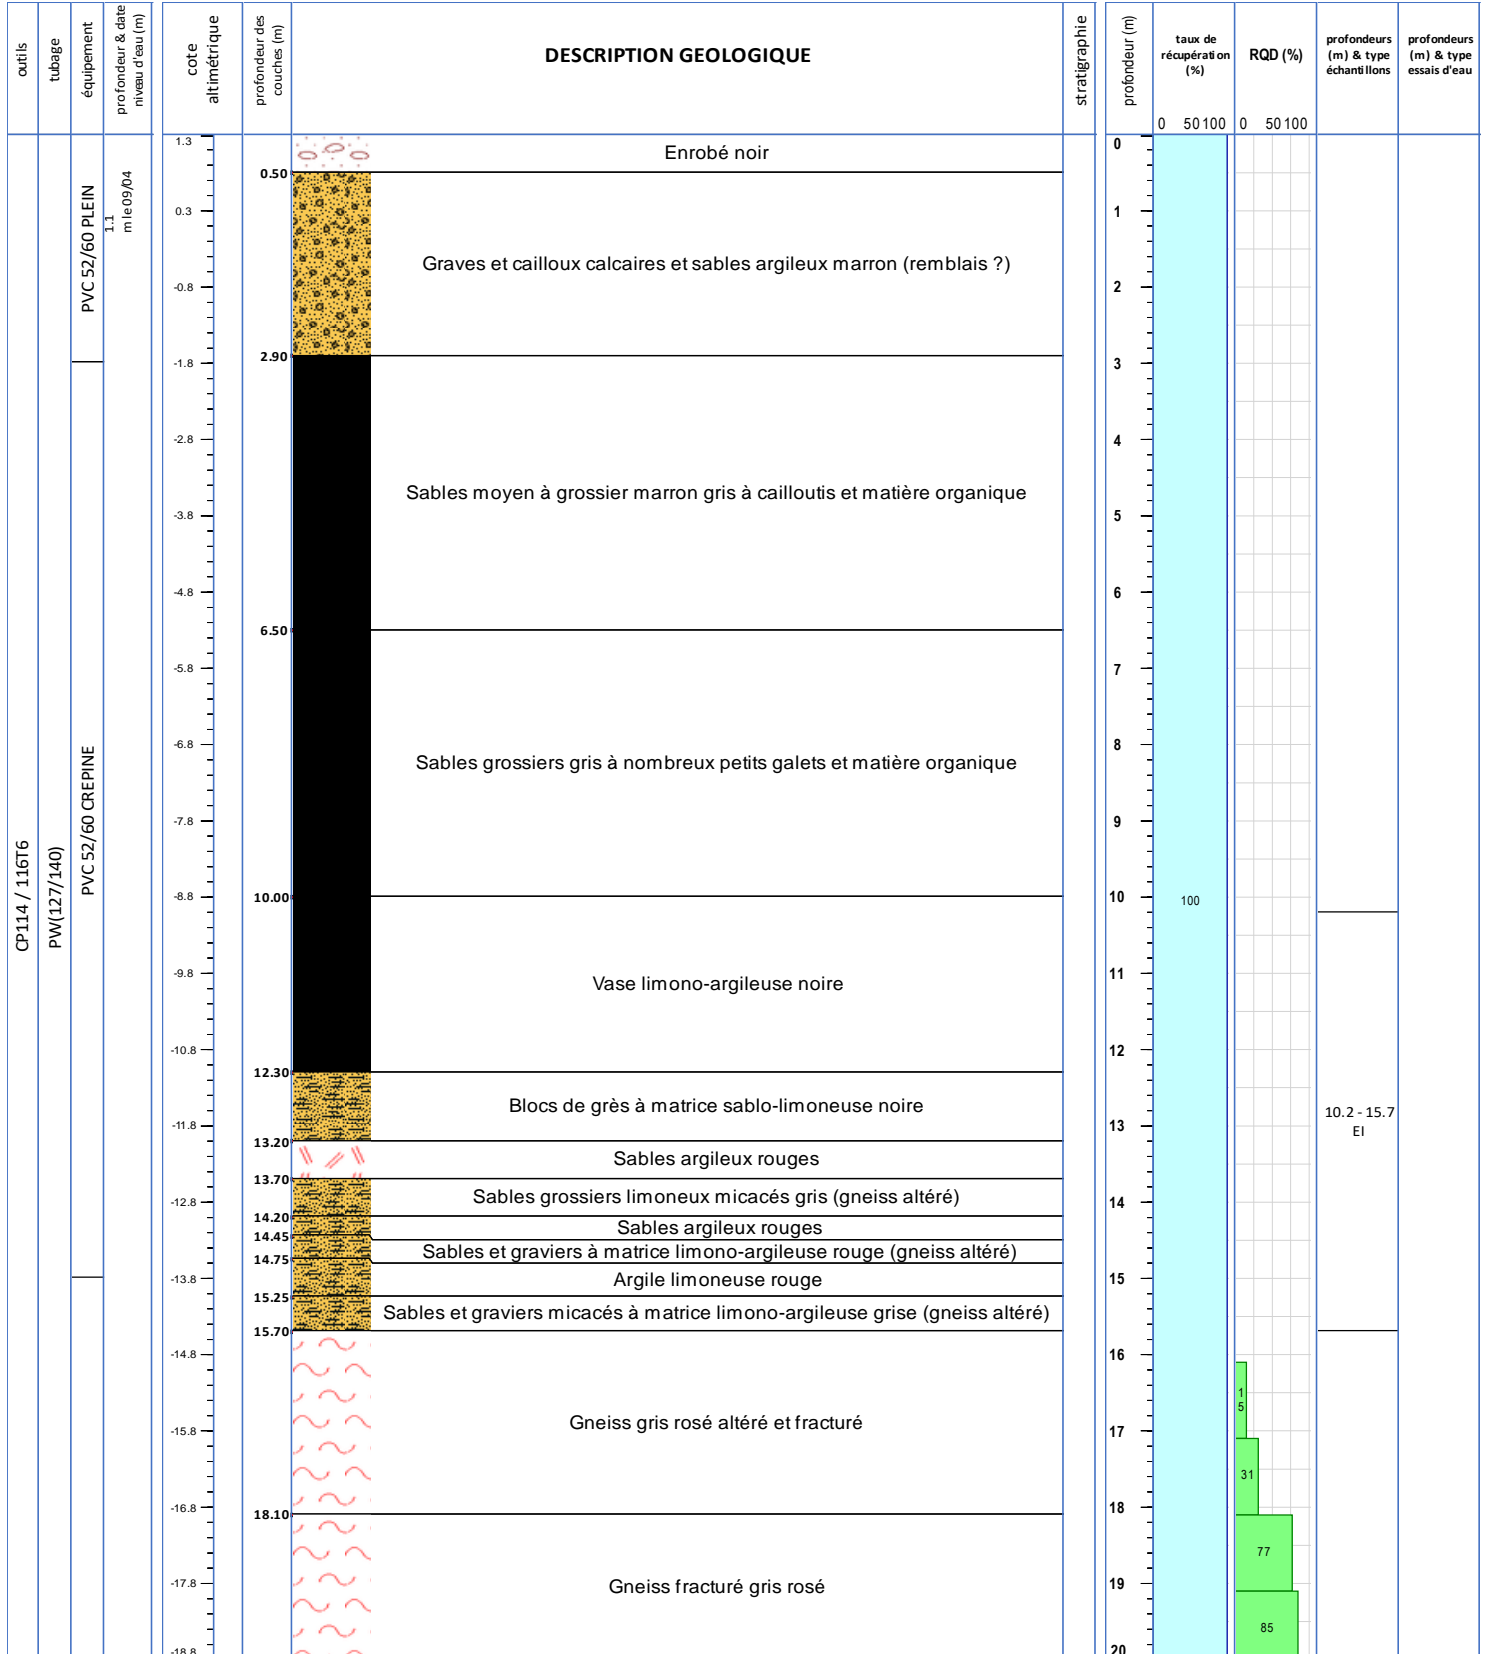 outils
tubage
équipement
profondeur & date
niveau d'eau (m)
cote
altimétrique
profondeur des
couches (m)
DESCRIPTION GEOLOGIQUE
stratigraphie
profondeur (m)
taux de
récupération
(%)
0 50 100
RQD (%)
0 50 100
profondeurs
(m) & type
échantillons
profondeurs
(m) & type
essais d'eau
CP114 / 116T6
PW(127/140)
PVC 52/60 PLEIN
PVC 52/60 CREPINE
1.1
m le 09/04
1.3
0.3
-0.8
-1.8
-2.8
-3.8
-4.8
-5.8
-6.8
-7.8
-8.8
-9.8
-10.8
-11.8
-12.8
-13.8
-14.8
-15.8
-16.8
-17.8
-18.8
0.50
2.90
6.50
10.00
12.30
13.20
13.70
14.20
14.45
14.75
15.25
15.70
18.10
Enrobé noir
Graves et cailloux calcaires et sables argileux marron (remblais ?)
Sables moyen à grossier marron gris à cailloutis et matière organique
Sables grossiers gris à nombreux petits galets et matière organique
Vase limono-argileuse noire
Blocs de grès à matrice sablo-limoneuse noire
Sables argileux rouges
Sables grossiers limoneux micacés gris (gneiss altéré)
Sables argileux rouges
Sables et graviers à matrice limono-argileuse rouge (gneiss altéré)
Argile limoneuse rouge
Sables et graviers micacés à matrice limono-argileuse grise (gneiss altéré)
Gneiss gris rosé altéré et fracturé
Gneiss fracturé gris rosé
0
1
2
3
4
5
6
7
8
9
10
11
12
13
14
15
16
17
18
19
20
100
1
5
31
77
85
10.2 - 15.7
EI